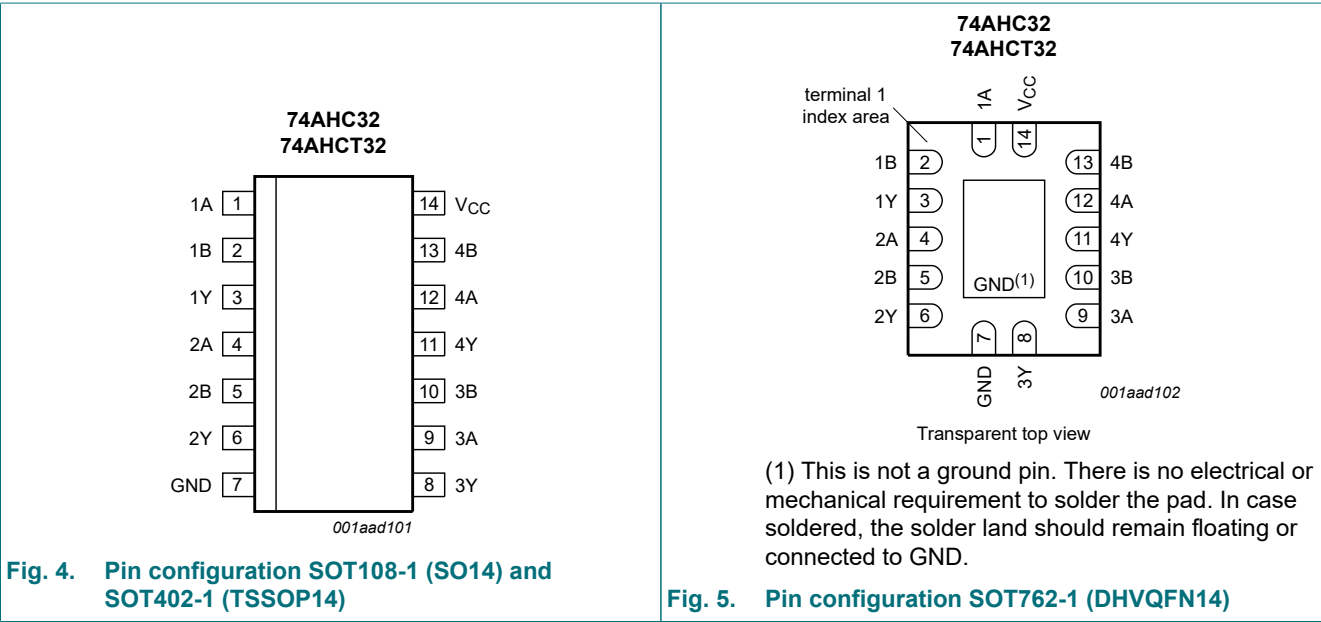 74AHC32
74AHCT32
1A 1
1B 2
1Y 3
2A 4
2B 5
2Y 6
GND 7
14 VCC
13 4B
12 4A
11 4Y
10 3B
9 3A
8 3Y
001aad101
Fig. 4. Pin configuration SOT108-1 (SO14) and
SOT402-1 (TSSOP14)
74AHC32
74AHCT32
terminal 1
index area
1A
VCC
1
14
1B 2
1Y 3
2A 4
2B 5
2Y 6
13 4B
12 4A
11 4Y
10 3B
9 3A
GND(1)
7
8
GND
3Y
001aad102
Transparent top view
(1) This is not a ground pin. There is no electrical or
mechanical requirement to solder the pad. In case
soldered, the solder land should remain floating or
connected to GND.
Fig. 5. Pin configuration SOT762-1 (DHVQFN14)